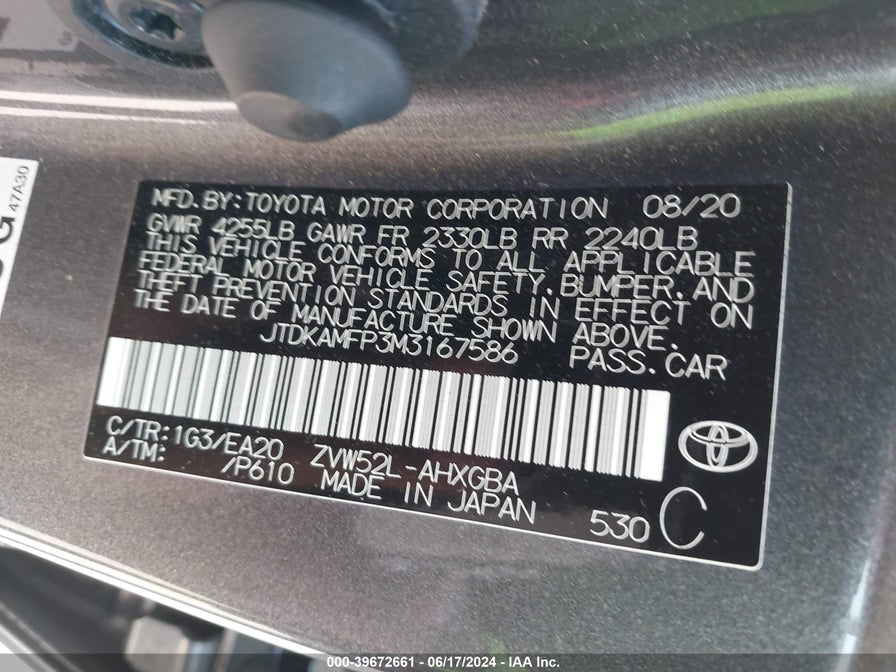 G 47A30
MFD.BY:TOYOTA MOTOR CORPORATION 08/20
GVWR 4255LB GAWR FR 2330LB RR 2240LB
THIS VEHICLE CONFORMS TO ALL APPLICABLE
FEDERAL MOTOR VEHICLE SAFETY,BUMPER,AND
THEFT PREVENTION STANDARDS IN EFFECT ON
THE DATE OF MANUFACTURE SHOWN ABOVE.
JTDKAMFP3M3167586 PASS.CAR
C/TR:1G3/EA20 ZVW52L-AHXGBA
A/TM: /P610 MADE IN JAPAN 530 C
000-39672661 - 06/17/2024 - IAA Inc.